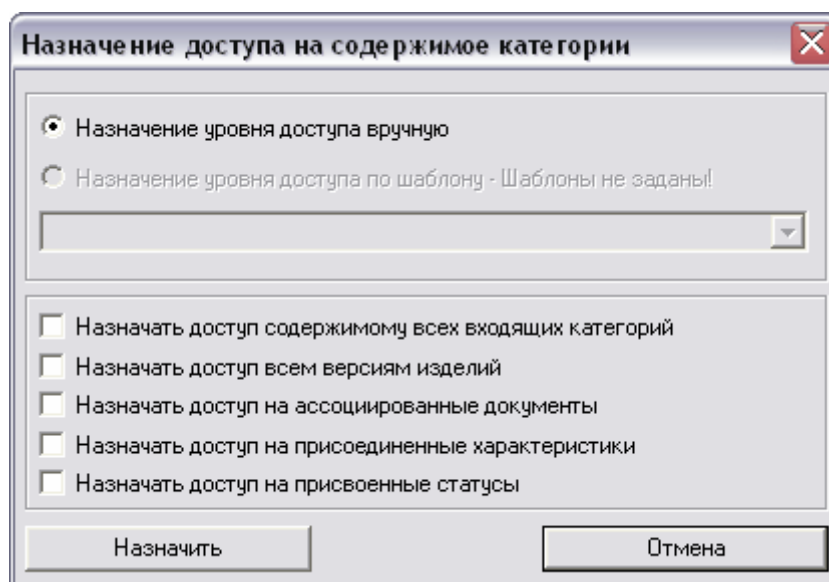 Назначение доступа на содержимое категории
Назначение уровня доступа вручную
Назначение уровня доступа по шаблону - Шаблоны не заданы!
Назначать доступ содержимому всех входящих категорий
Назначать доступ всем версиям изделий
Назначать доступ на ассоциированные документы
Назначать доступ на присоединенные характеристики
Назначать доступ на присвоенные статусы
Назначить
Отмена